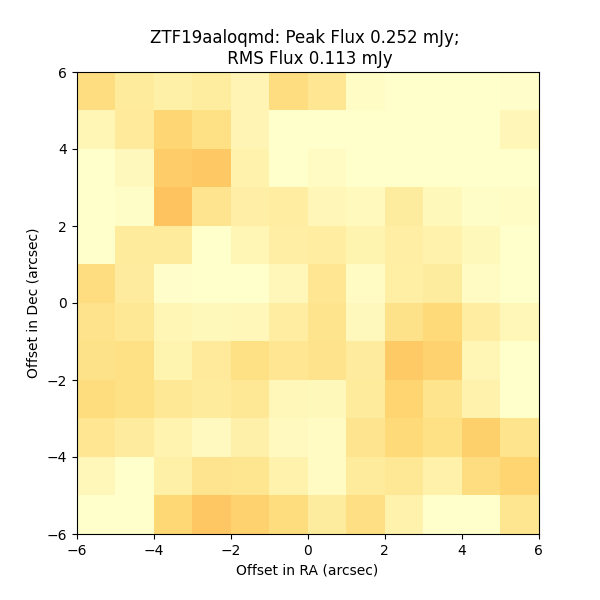 ZTF19aaloqmd: Peak Flux 0.252 mJy;
RMS Flux 0.113 mJy
6
4
2
0
−2
−4
−6
Offset in Dec (arcsec)
−6 −4 −2 0 2 4 6
Offset in RA (arcsec)